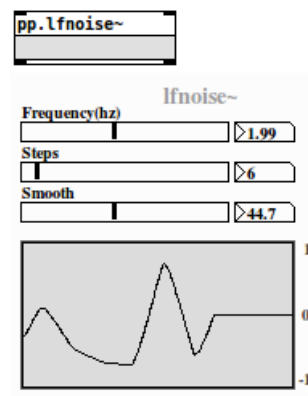 pp.lfnoise~
lfnoise~
Frequency(hz)
1.99
Steps
6
Smooth
44.7
1
0
-1